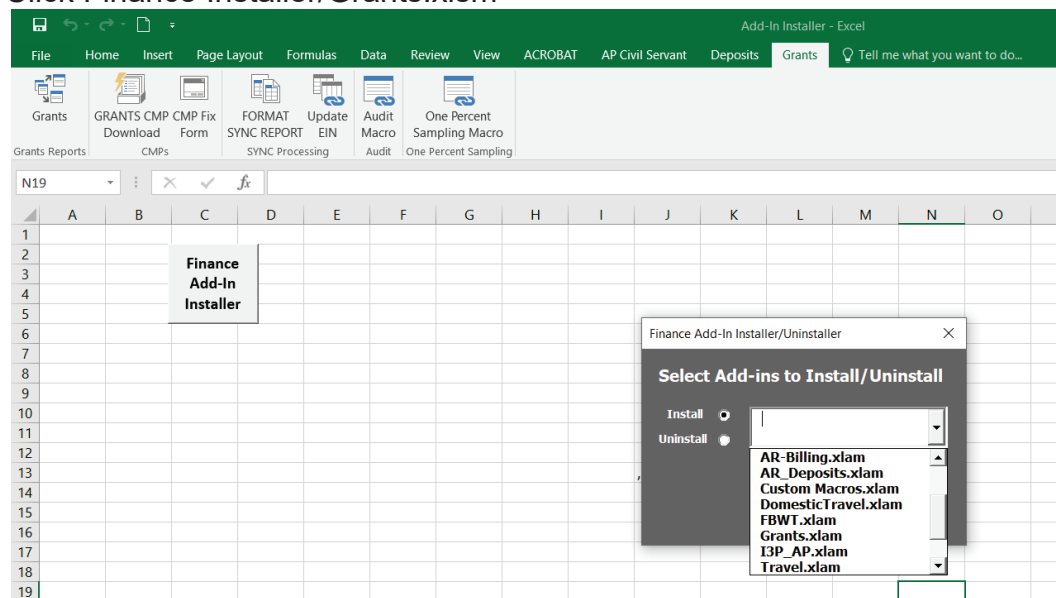 Click Finance Installer/Grants.xlam
Add-In Installer - Excel
File Home Insert Page Layout Formulas Data Review View ACROBAT AP Civil Servant Deposits Grants Tell me what you want to do...
Grants GRANTS CMP CMP Fix FORMAT Update Audit One Percent
Download Form SYNC REPORT EIN Macro Sampling Macro
Grants Reports CMPs SYNC Processing Audit One Percent Sampling
N19 fx
A B C D E F G H I J K L M N O
1
2
Finance
3
Add-In
4
Installer
5
6
Finance Add-In Installer/Uninstaller
7
8
Select Add-ins to Install/Uninstall
9
10
Install
11
Uninstall
12
AR-Billing.xlam
13
AR_Deposits.xlam
14
Custom Macros.xlam
15
DomesticTravel.xlam
16
FBWT.xlam
Grants.xlam
17
I3P_AP.xlam
18
Travel.xlam
19